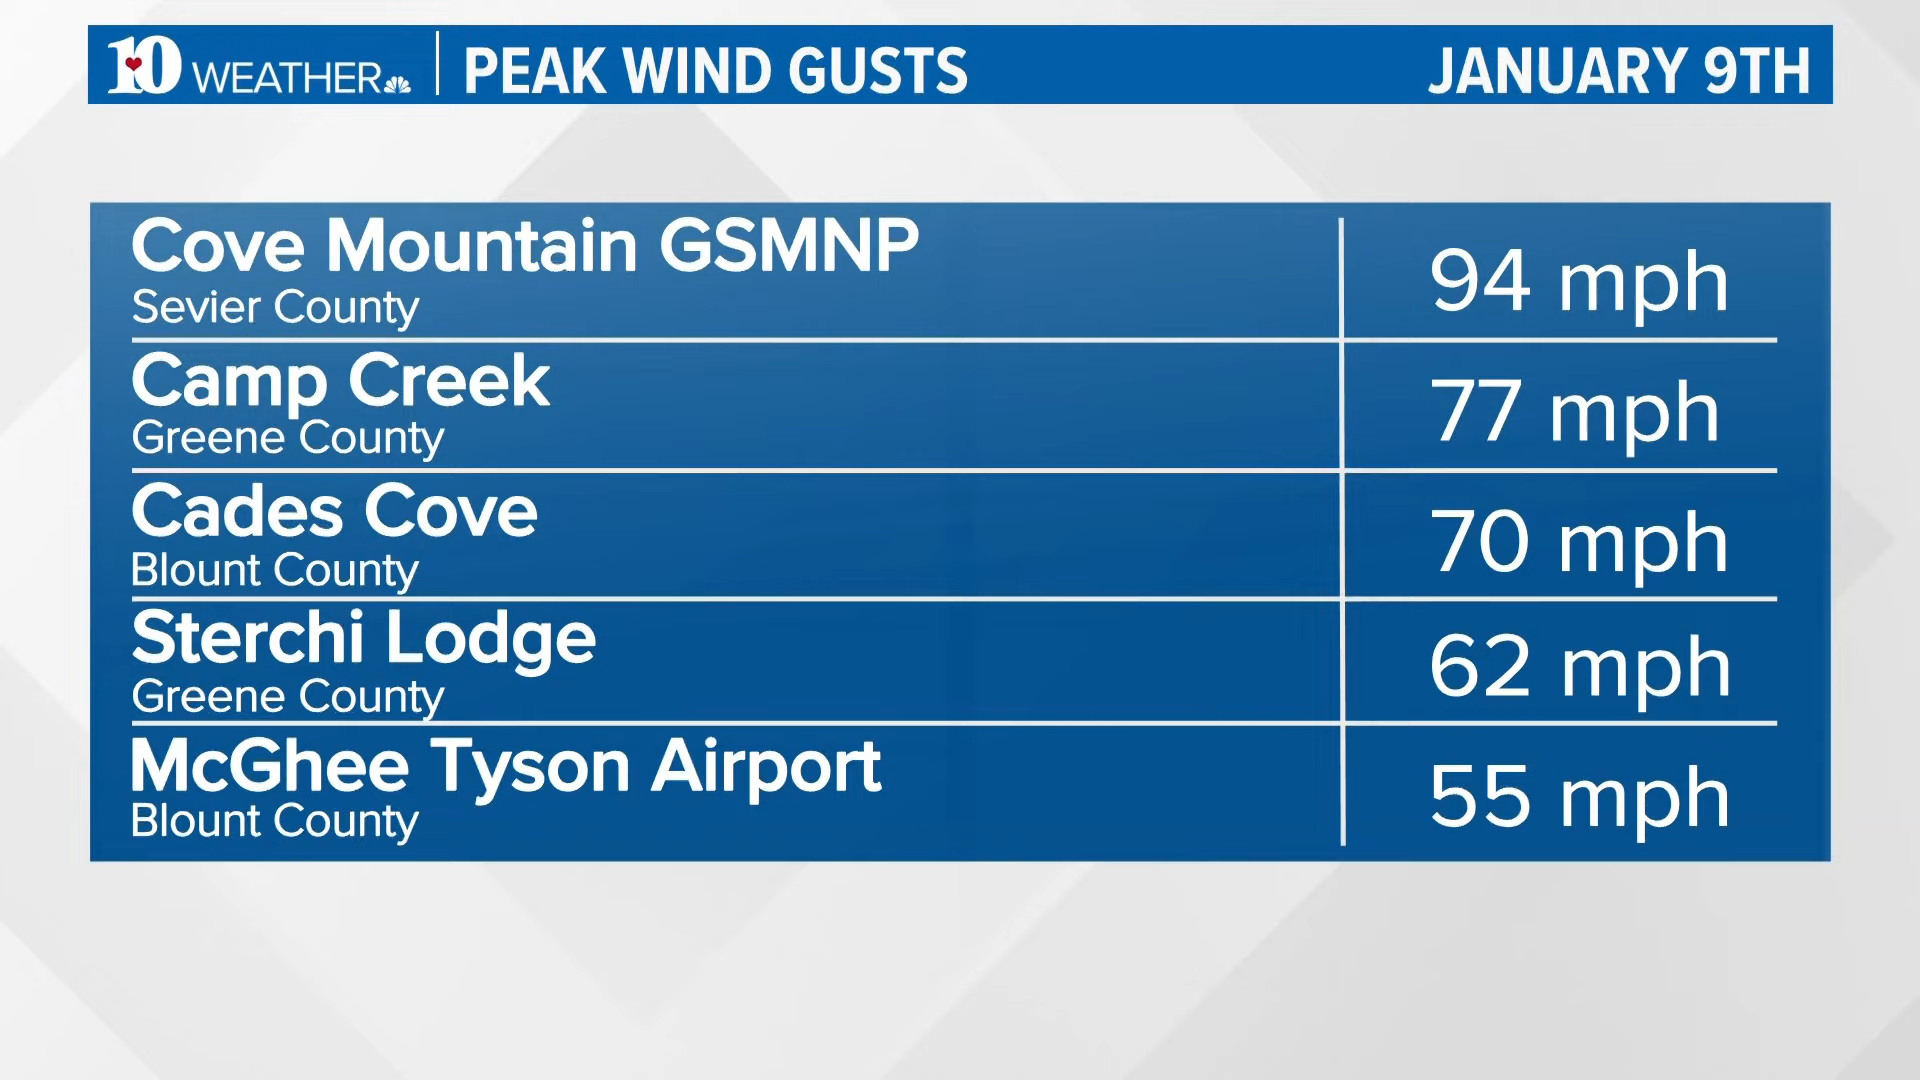 10 WEATHER PEAK WIND GUSTS JANUARY 9TH
Cove Mountain GSMNP
Sevier County
94 mph
Camp Creek
Greene County
77 mph
Cades Cove
Blount County
70 mph
Sterchi Lodge
Greene County
62 mph
McGhee Tyson Airport
Blount County
55 mph